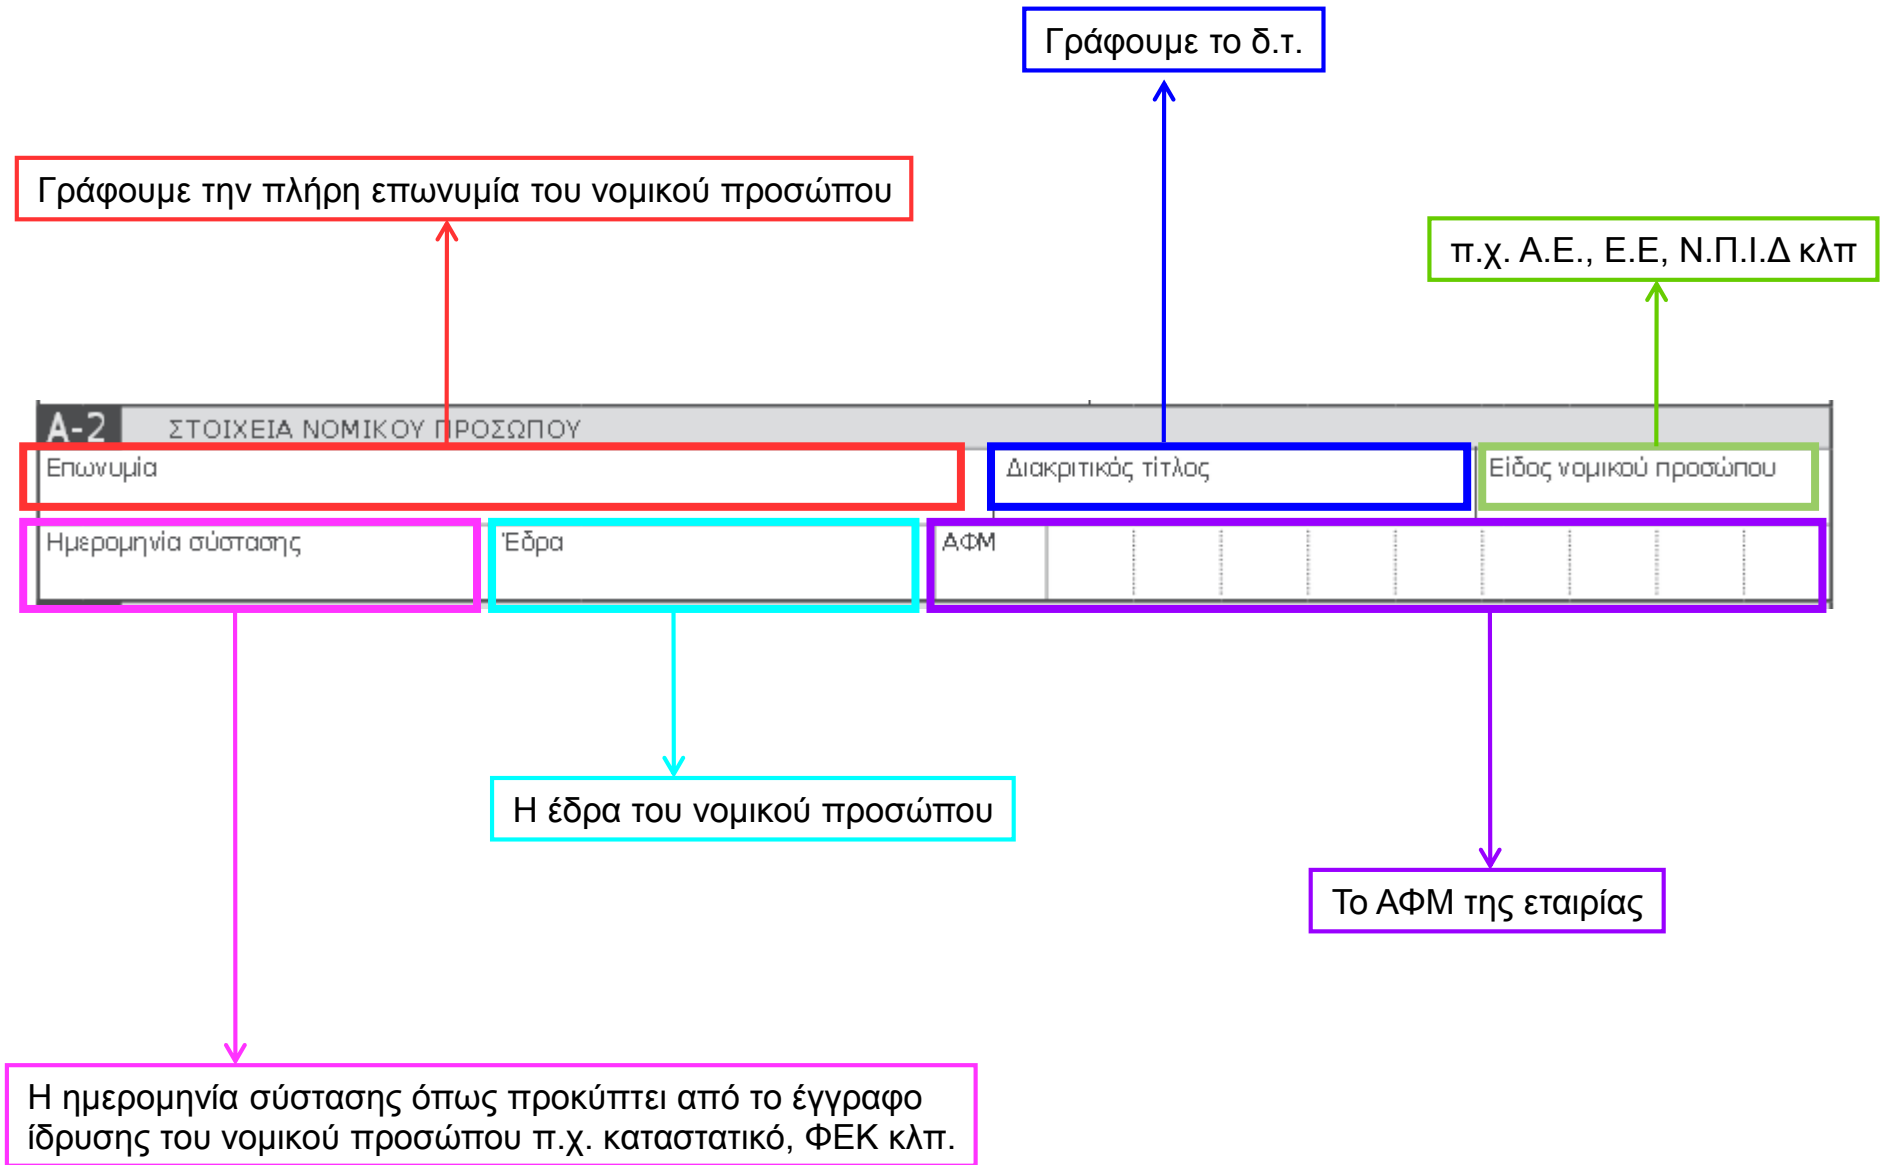 Γράφουμε το δ.τ.
Γράφουμε την πλήρη επωνυμία του νομικού προσώπου
π.χ. Α.Ε., Ε.Ε, Ν.Π.Ι.Δ κλπ
Α-2 ΣΤΟΙΧΕΙΑ ΝΟΜΙΚΟΥ ΠΡΟΣΩΠΟΥ
Επωνυμία Διακριτικός τίτλος Είδος νομικού προσώπου
Ημερομηνία σύστασης Έδρα ΑΦΜ
Η έδρα του νομικού προσώπου
Το ΑΦΜ της εταιρίας
Η ημερομηνία σύστασης όπως προκύπτει από το έγγραφο
ίδρυσης του νομικού προσώπου π.χ. καταστατικό, ΦΕΚ κλπ.